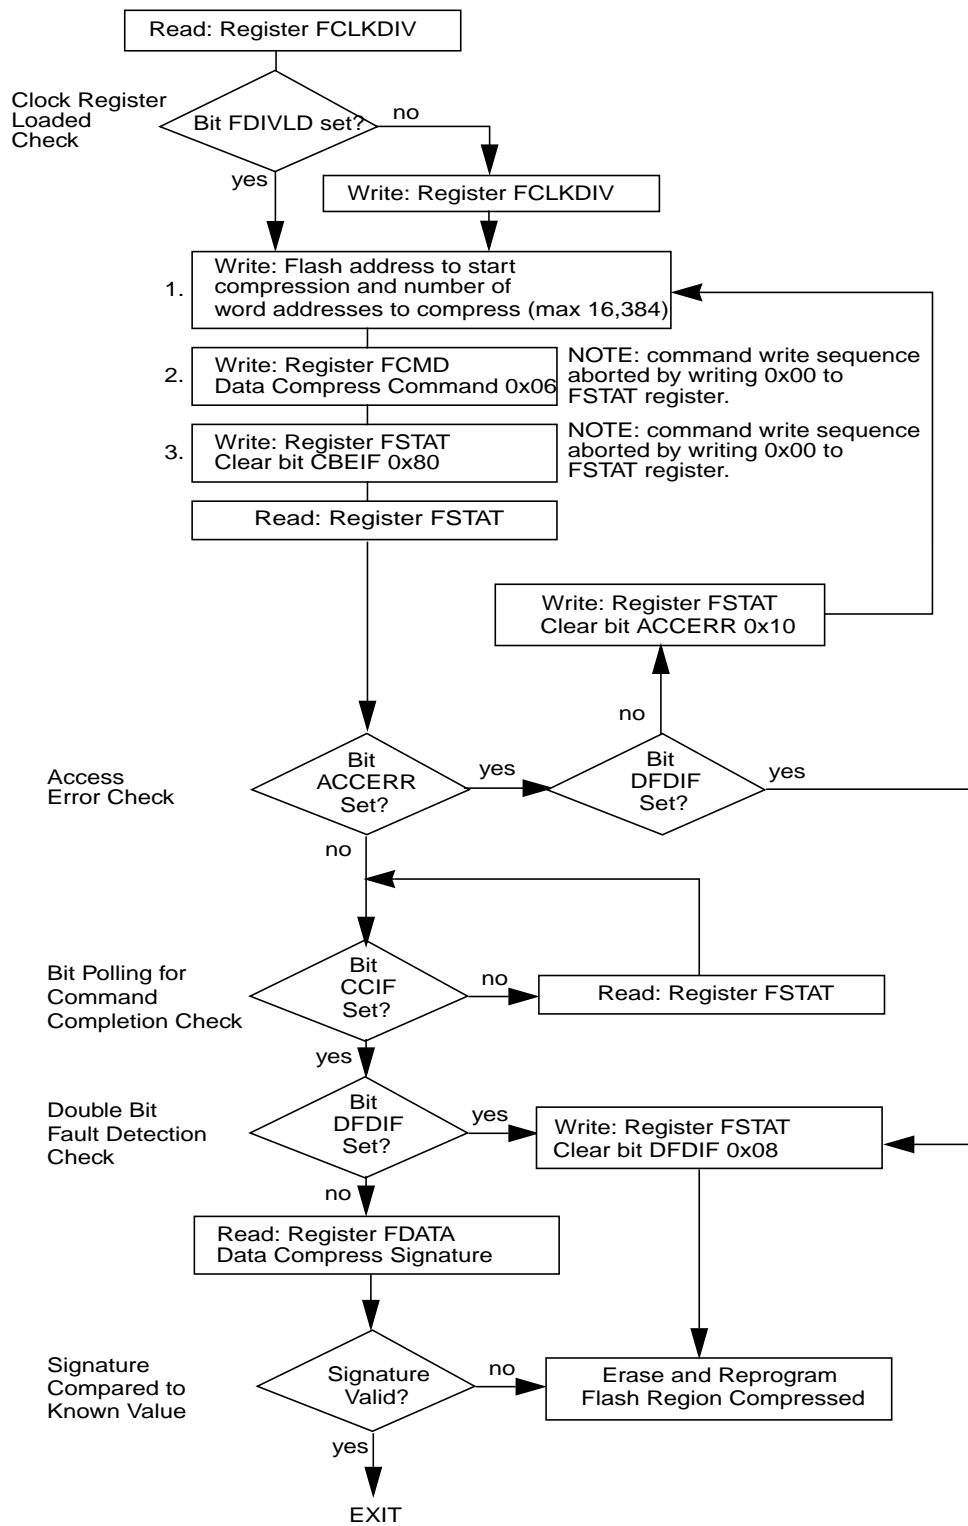 Read: Register FCLKDIV
Clock Register
Loaded
Check
Bit FDIVLD set?
no
yes
Write: Register FCLKDIV
1.
Write: Flash address to start
compression and number of
word addresses to compress (max 16,384)
2.
Write: Register FCMD
Data Compress Command 0x06
NOTE: command write sequence
aborted by writing 0x00 to
FSTAT register.
3.
Write: Register FSTAT
Clear bit CBEIF 0x80
NOTE: command write sequence
aborted by writing 0x00 to
FSTAT register.
Read: Register FSTAT
Write: Register FSTAT
Clear bit ACCERR 0x10
no
Access
Error Check
Bit
ACCERR
Set?
yes
Bit
DFDIF
Set?
yes
no
Bit Polling for
Command
Completion Check
Bit
CCIF
Set?
no
Read: Register FSTAT
yes
Double Bit
Fault Detection
Check
Bit
DFDIF
Set?
yes
Write: Register FSTAT
Clear bit DFDIF 0x08
no
Read: Register FDATA
Data Compress Signature
Signature
Compared to
Known Value
Signature
Valid?
no
Erase and Reprogram
Flash Region Compressed
yes
EXIT